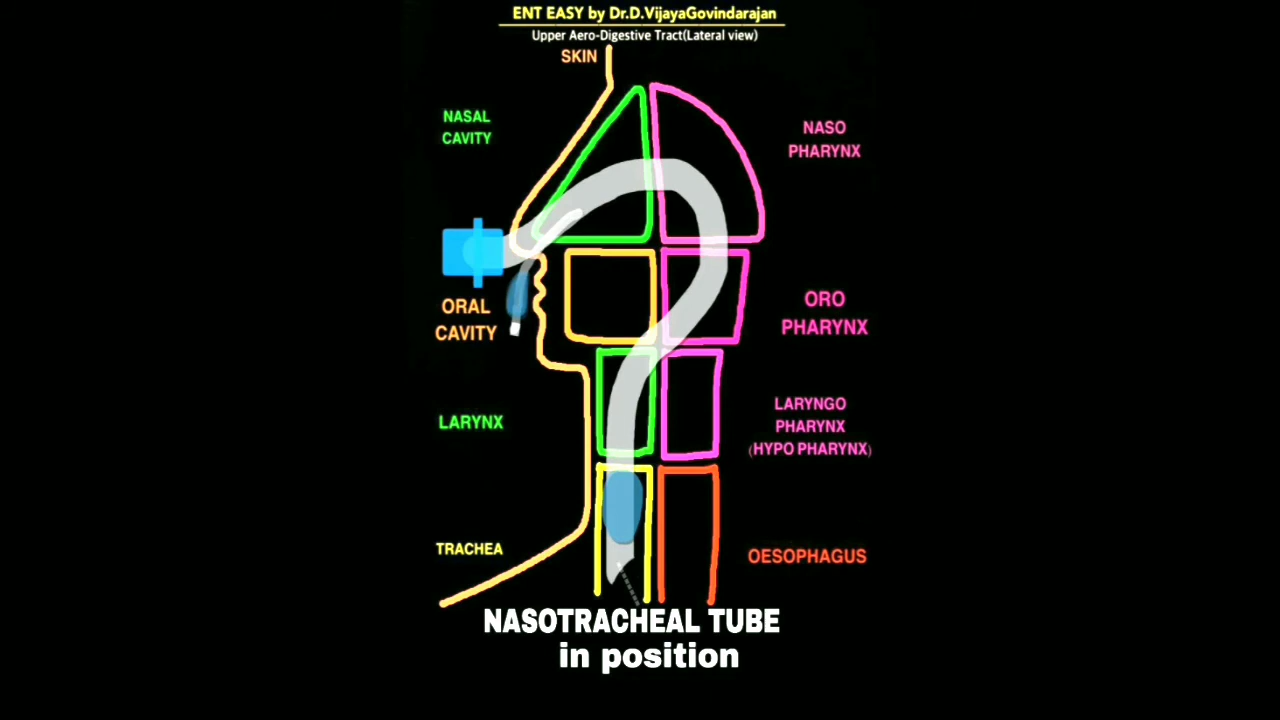 ENT EASY by Dr.D.VijayaGovindarajan
Upper Aero-Digestive Tract(Lateral view)
SKIN
NASAL
CAVITY
NASO
PHARYNX
ORAL
CAVITY
ORO
PHARYNX
LARYNX
LARYNGO
PHARYNX
(HYPO PHARYNX)
TRACHEA
OESOPHAGUS
NASOTRACHEAL TUBE
in position